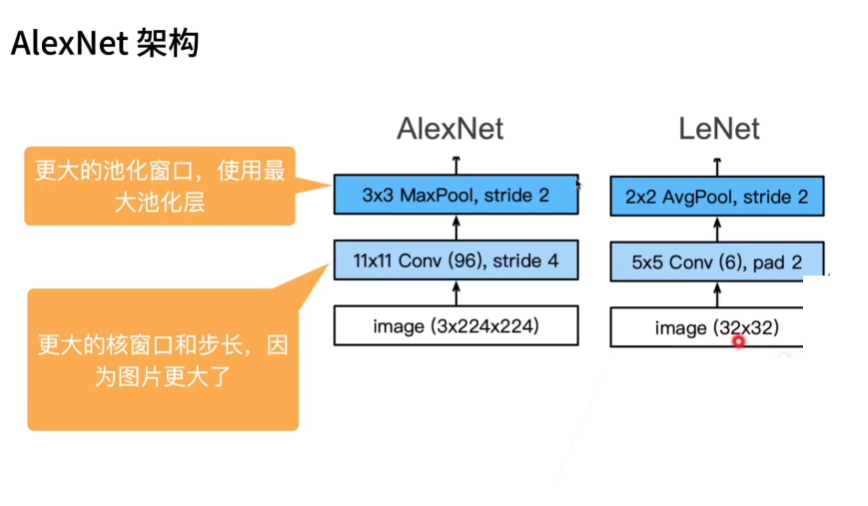 AlexNet 架构
AlexNet
LeNet
更大的池化窗口，使用最
大池化层
3x3 MaxPool, stride 2
2x2 AvgPool, stride 2
11x11 Conv (96), stride 4
5x5 Conv (6), pad 2
更大的核窗口和步长，因
为图片更大了
image (3x224x224)
image (32x32)